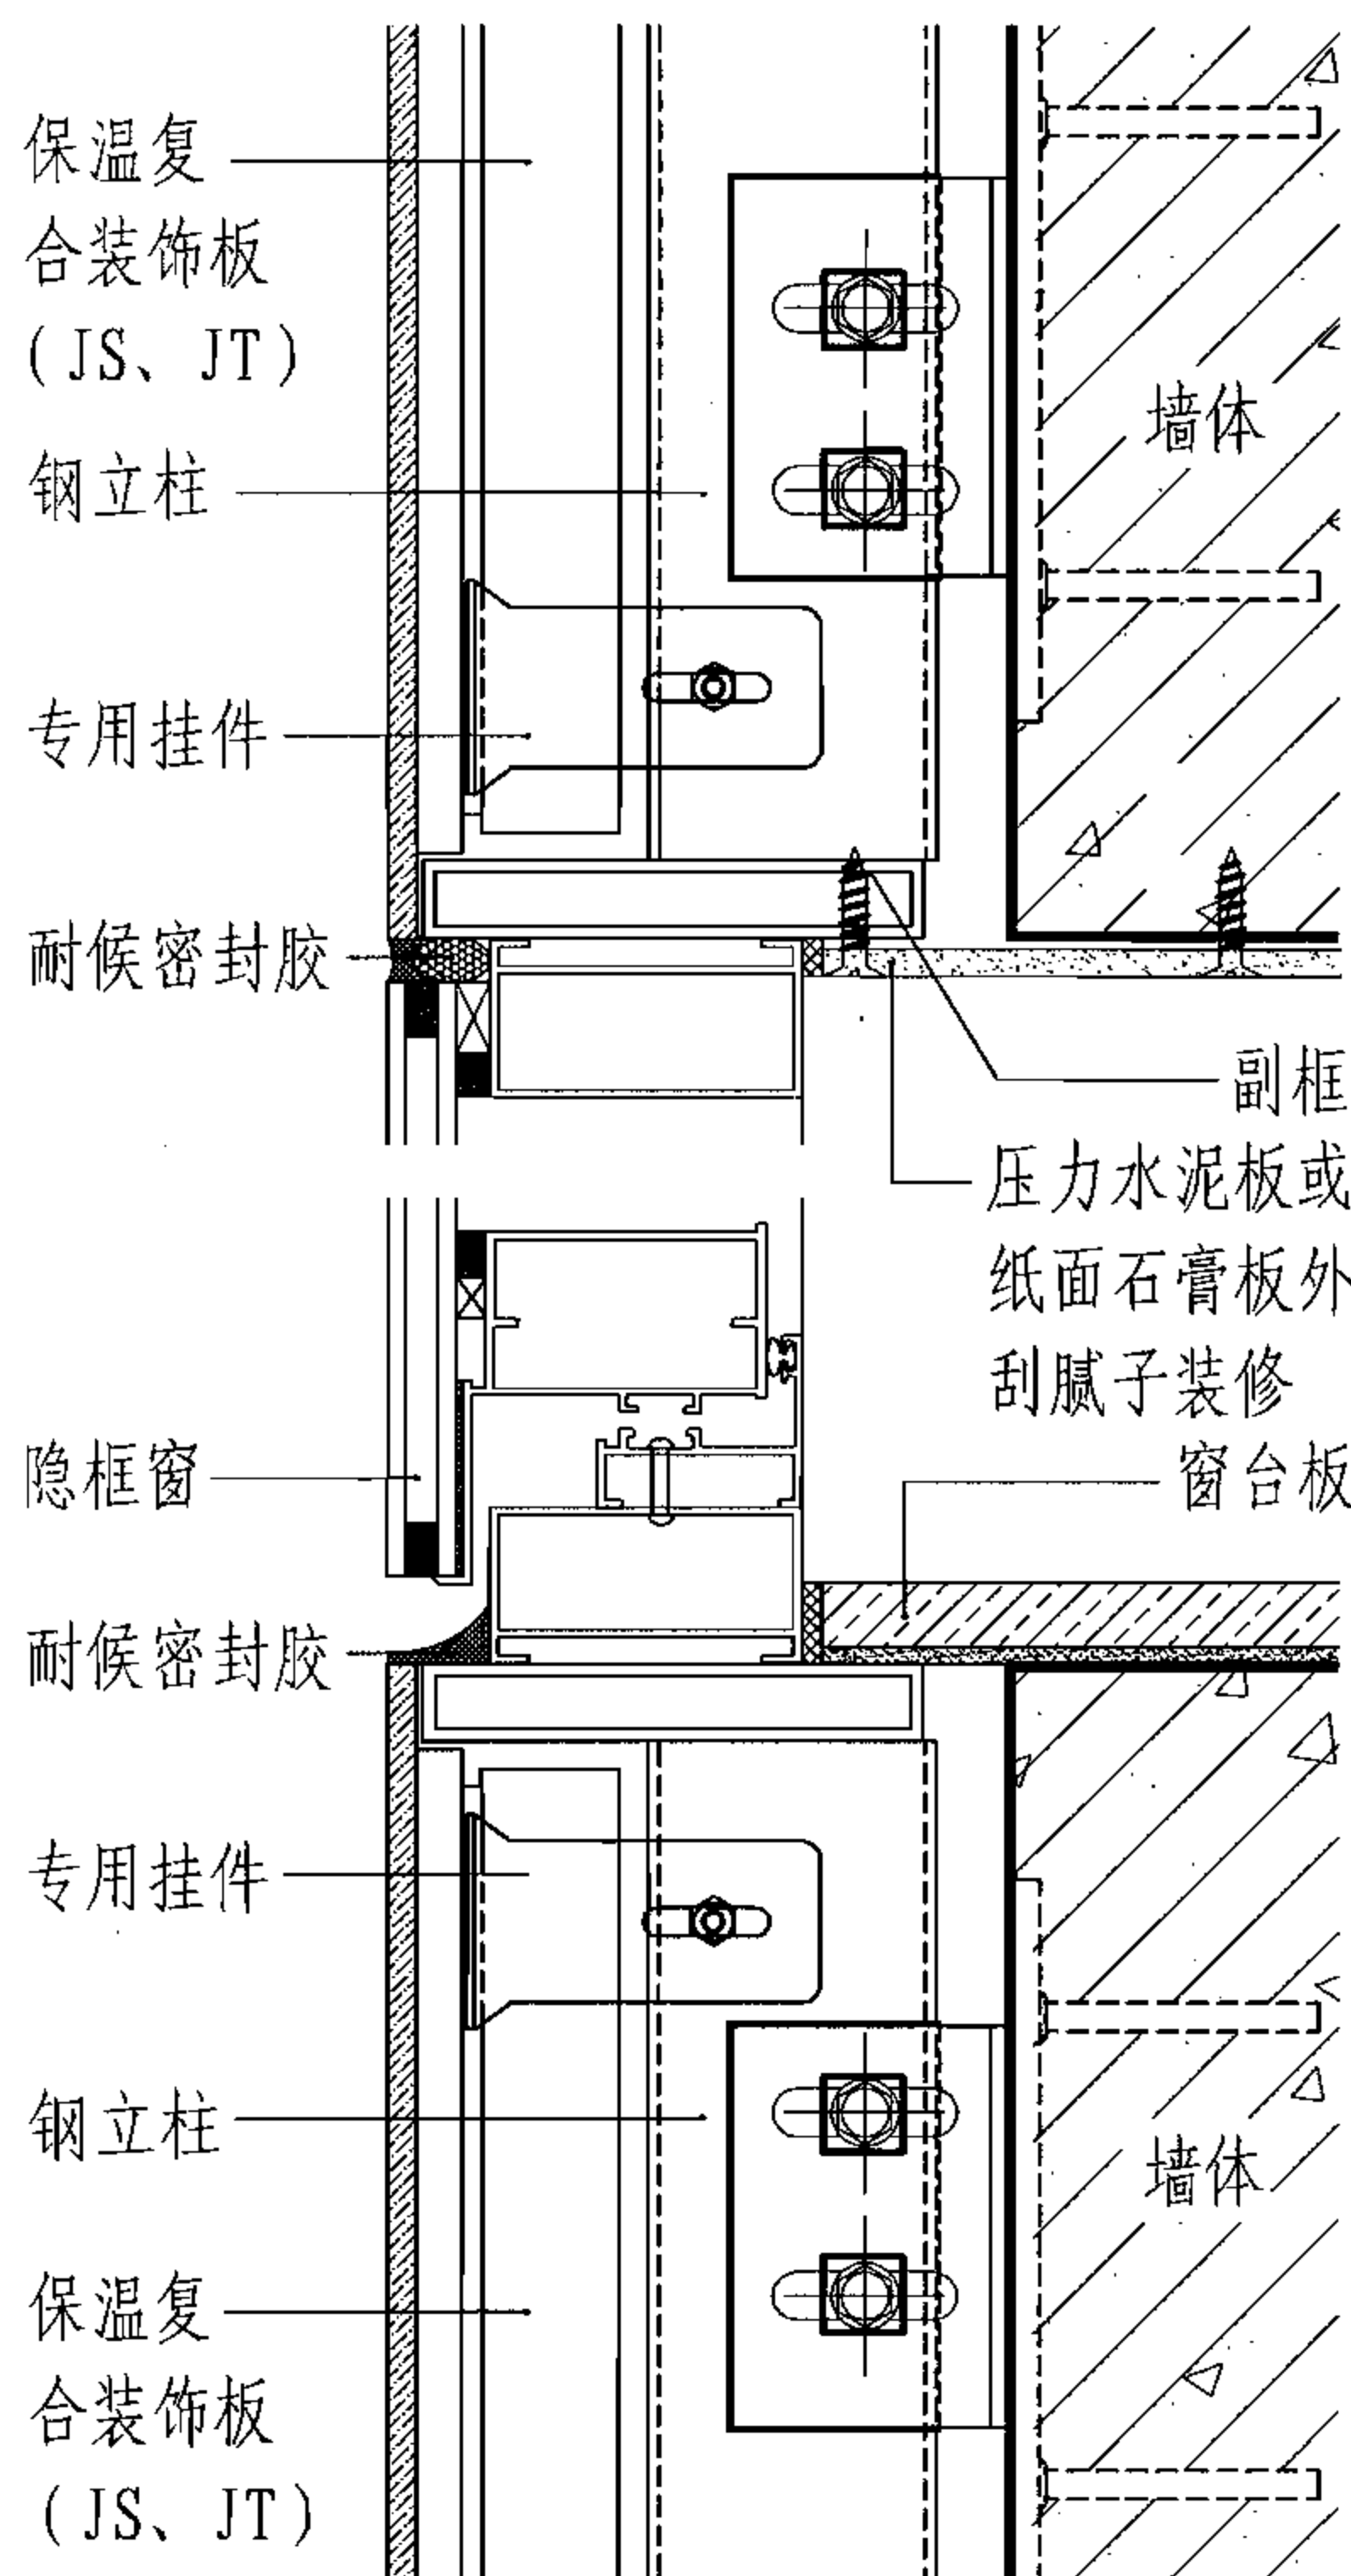 保温复
合装饰板
(JS、JT)
钢立柱
墙体
专用挂件
耐候密封胶
副框
压力水泥板或
纸面石膏板外
刮腻子装修
隐框窗
窗台板
耐候密封胶
专用挂件
钢立柱
墙体
保温复
合装饰板
(JS、JT)